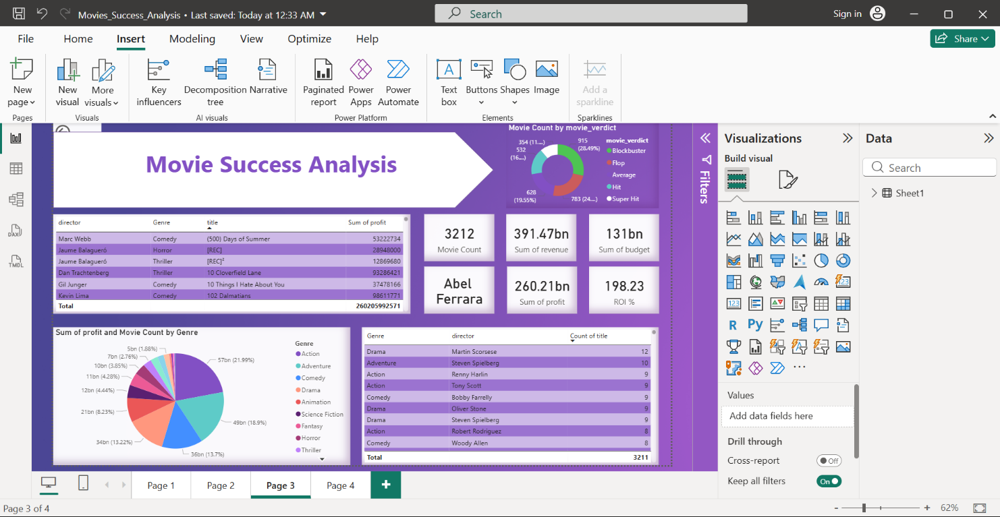 Movies_Success_Analysis • Last saved: Today at 12:33 AM
Search
Sign in
File Home Insert Modeling View Optimize Help
Share
New page
New visual
More visuals
Key influencers
Decomposition tree
Narrative
Paginated report
Power Apps
Power Automate
Text box
Buttons
Shapes
Image
Add a sparkline
Pages
Visuals
AI visuals
Power Platform
Elements
Sparklines
DAX
TMDL
Movie Success Analysis
Movie Count by movie_verdict
354 (11....)
532
(16....)
915
(28.49%)
628
(19.55%)
783 (24....)
movie_verdict
Blockbuster
Flop
Average
Hit
Super Hit
director Genre title Sum of profit
Marc Webb Comedy (500) Days of Summer 53222734
Jaume Balagueró Horror [REC] 28948000
Jaume Balagueró Thriller [REC]² 12869680
Dan Trachtenberg Thriller 10 Cloverfield Lane 93286421
Gil Junger Comedy 10 Things I Hate About You 37478166
Kevin Lima Comedy 102 Dalmatians 98611771
Total 260205992571
3212
Movie Count
391.47bn
Sum of revenue
131bn
Sum of budget
Abel
Ferrara
260.21bn
Sum of profit
198.23
ROI %
Sum of profit and Movie Count by Genre
5bn (1.88%)
7bn (2.76%)
10bn (3.85%)
11bn (4.28%)
12bn (4.44%)
21bn (8.23%)
34bn (13.22%)
36bn (13.7%)
49bn (18.9%)
57bn (21.99%)
Genre
Action
Adventure
Comedy
Drama
Animation
Science Fiction
Fantasy
Horror
Thriller
Genre director Count of title
Drama Martin Scorsese 12
Adventure Steven Spielberg 10
Action Renny Harlin 9
Action Tony Scott 9
Comedy Bobby Farrelly 9
Drama Oliver Stone 9
Drama Steven Spielberg 9
Action Robert Rodriguez 8
Comedy Woody Allen 8
Total 3211
Filters
Visualizations
Build visual
123
123
R Py
Values
Add data fields here
Drill through
Cross-report Off
Keep all filters On
Data
Search
Sheet1
Page 1 Page 2 Page 3 Page 4 +
Page 3 of 4
- + 62%